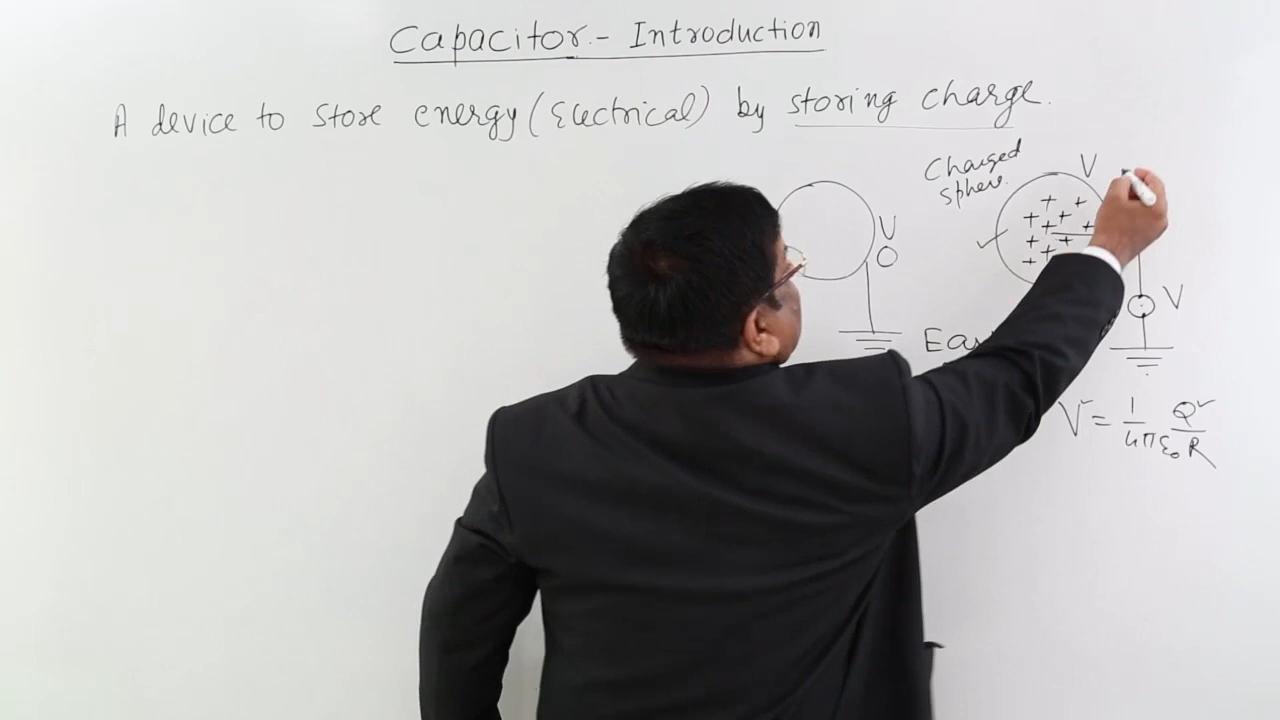 Capacitor - Introduction
A device to store energy (Electrical) by storing charge.
Charged
sphere.
V
V
O
V
V = 1/4πε₀ Q/R